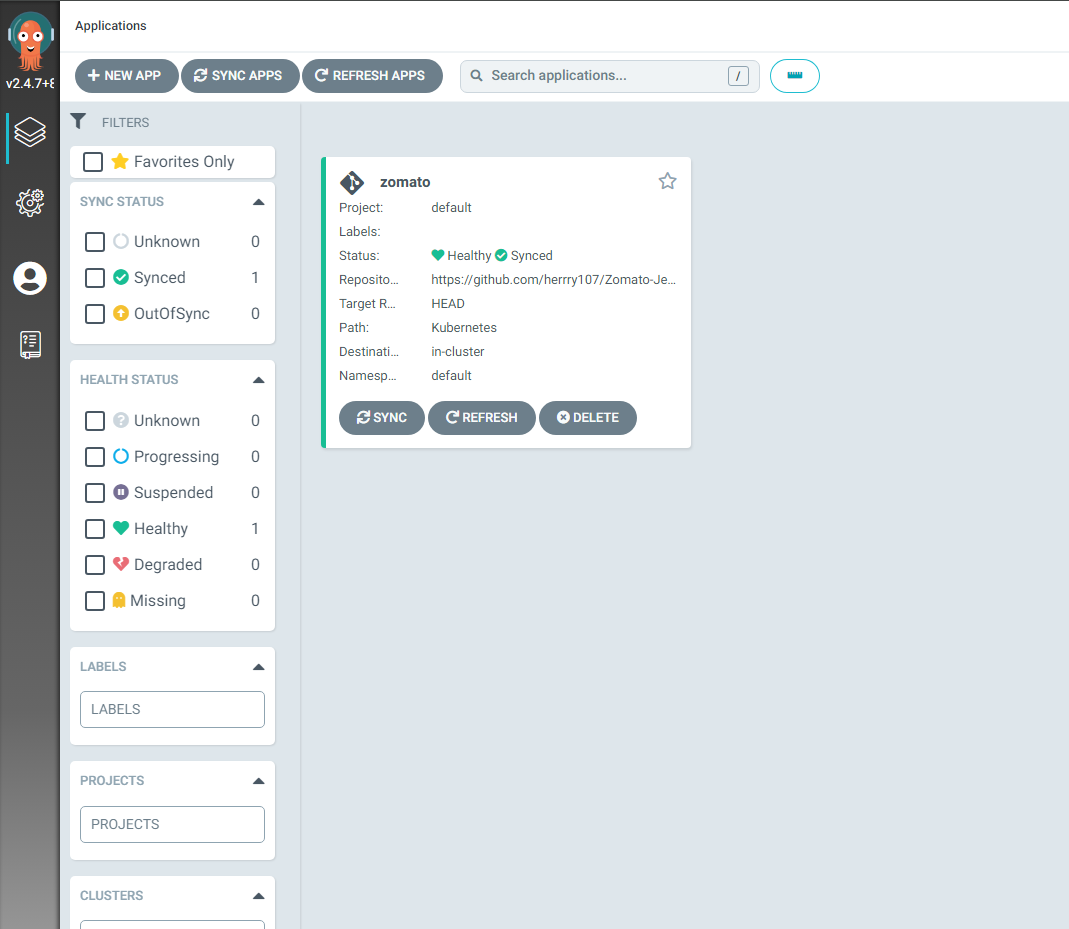 Applications
v2.4.7+8
NEW APP SYNC APPS REFRESH APPS Search applications... /
FILTERS
Favorites Only
SYNC STATUS
Unknown 0
Synced 1
OutOfSync 0
HEALTH STATUS
Unknown 0
Progressing 0
Suspended 0
Healthy 1
Degraded 0
Missing 0
LABELS
LABELS
PROJECTS
PROJECTS
CLUSTERS
zomato
Project: default
Labels:
Status: Healthy Synced
Reposito... https://github.com/herrry107/Zomato-Je...
Target R... HEAD
Path: Kubernetes
Destinati... in-cluster
Namesp... default
SYNC REFRESH DELETE